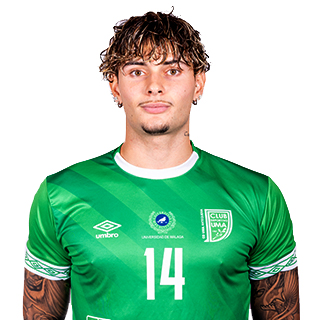 umbro
UNIVERSIDAD DE MÁLAGA
CLUB
UMA
14